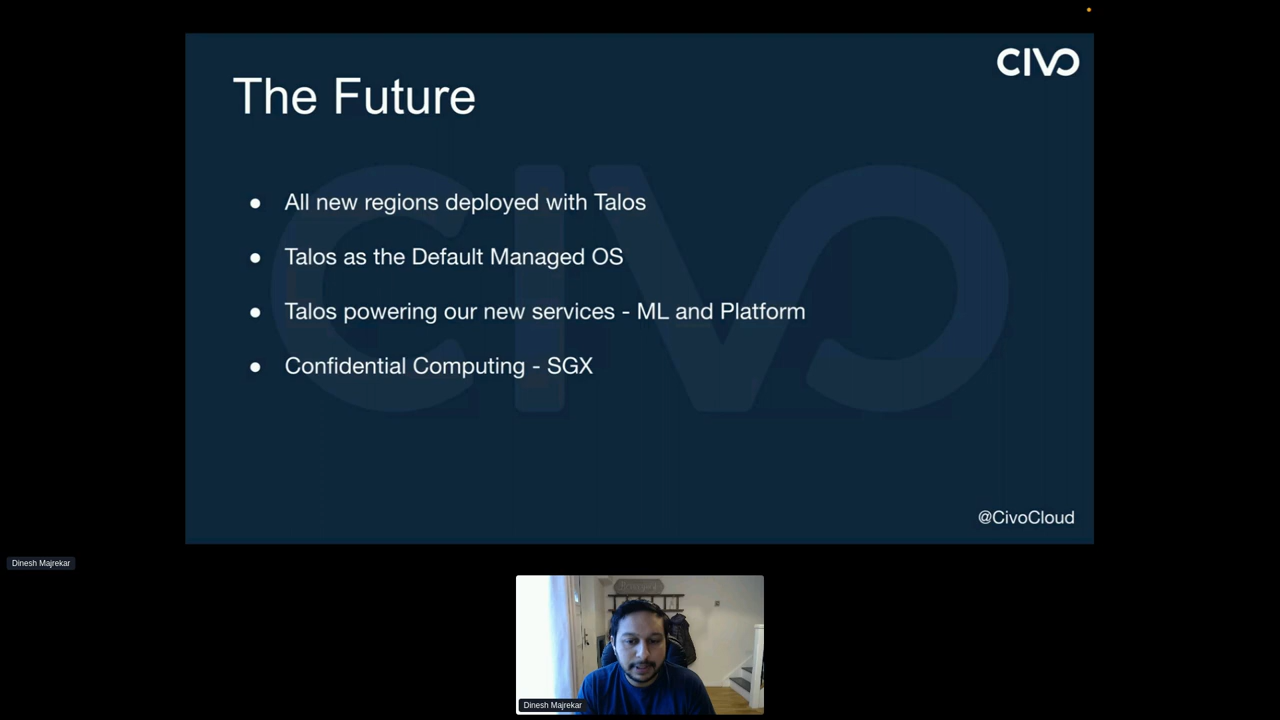 CIVO
The Future
● All new regions deployed with Talos
● Talos as the Default Managed OS
● Talos powering our new services - ML and Platform
● Confidential Computing - SGX
@CivoCloud
Dinesh Majrekar
Dinesh Majrekar